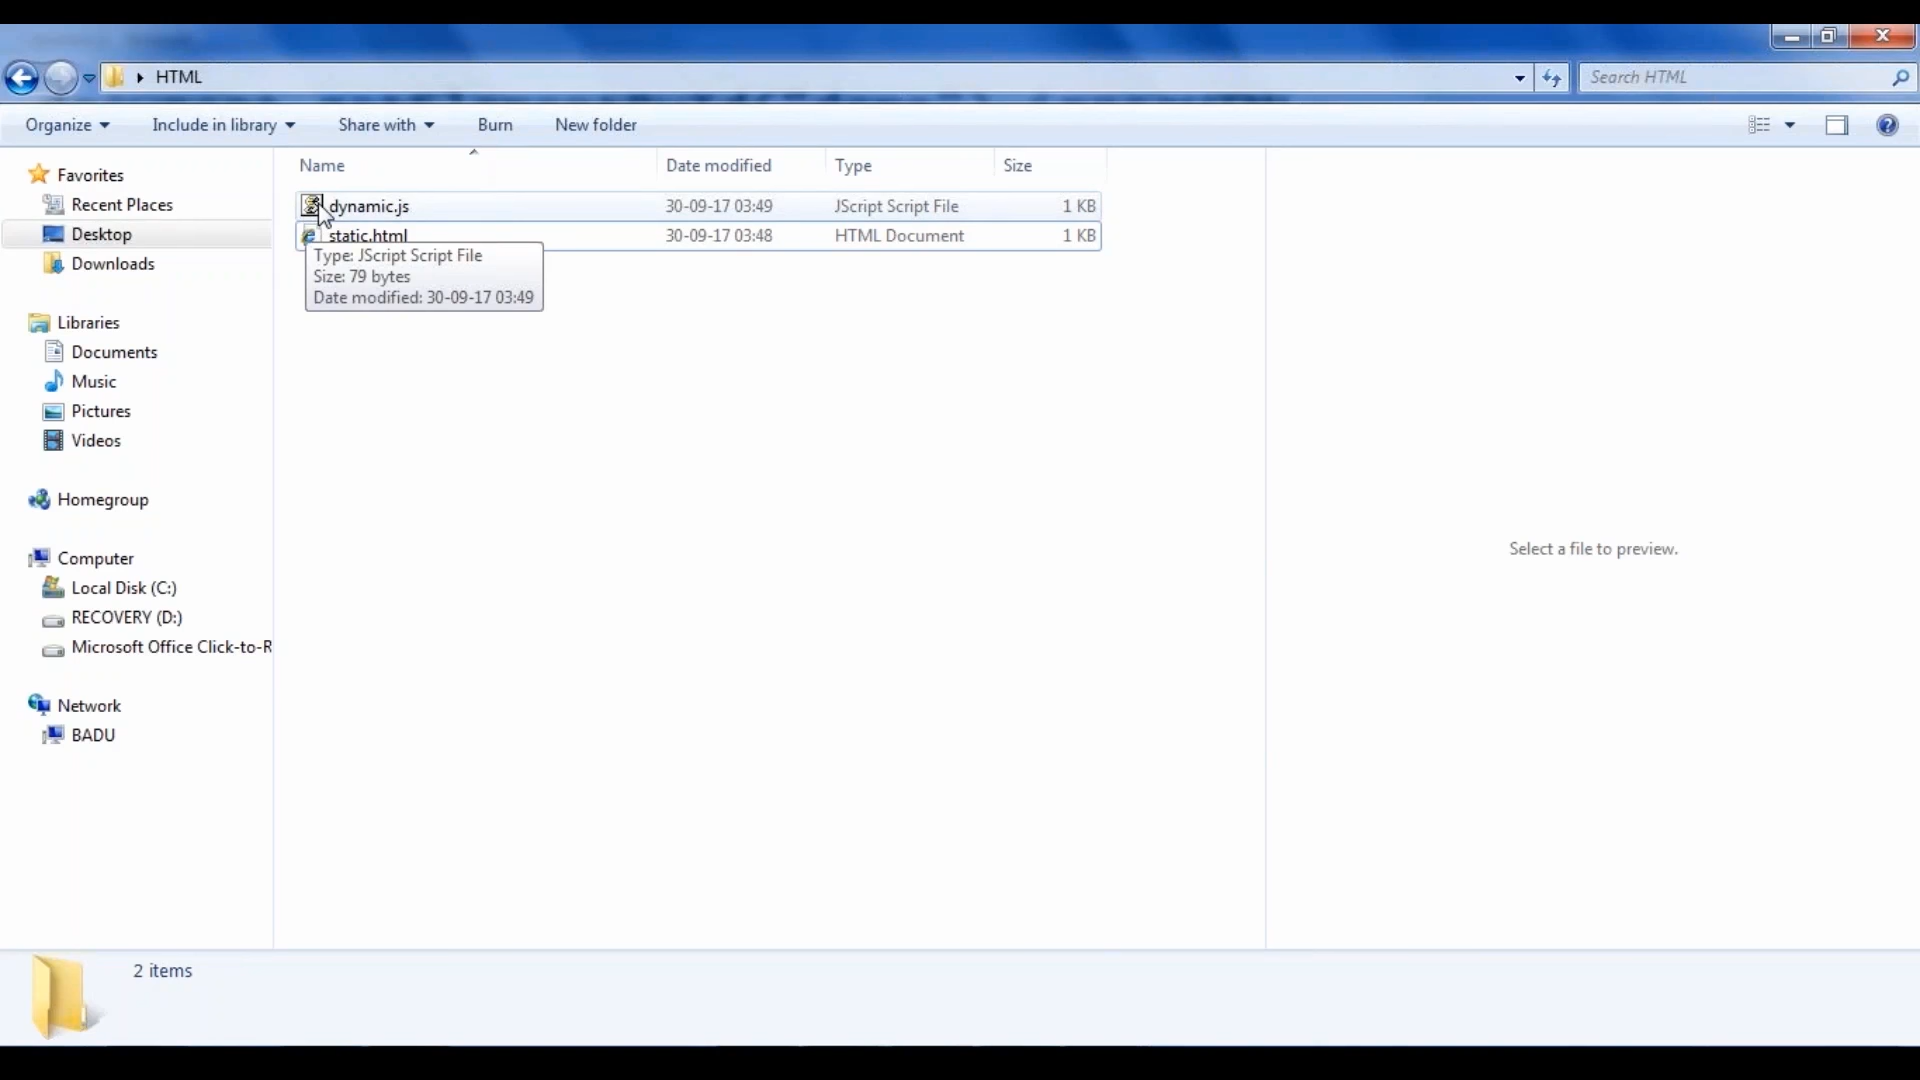 HTML
Search HTML
Organize
Include in library
Share with
Burn
New folder
Name
Date modified
Type
Size
Favorites
Recent Places
Desktop
Downloads
Libraries
Documents
Music
Pictures
Videos
Homegroup
Computer
Local Disk (C:)
RECOVERY (D:)
Microsoft Office Click-to-R
Network
BADU
dynamic.js 30-09-17 03:49 JScript Script File 1 KB
static.html 30-09-17 03:48 HTML Document 1 KB
Type: JScript Script File
Size: 79 bytes
Date modified: 30-09-17 03:49
Select a file to preview.
2 items